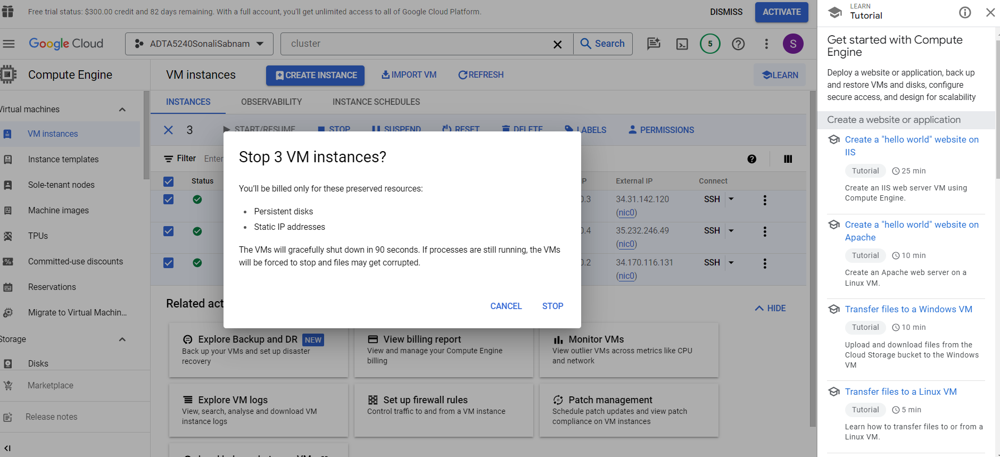 Free trial status: $300.00 credit and 82 days remaining. With a full account, you'll get unlimited access to all of Google Cloud Platform.
DISMISS
ACTIVATE
Google Cloud
ADTA5240SonaliSabnam
cluster
Search
5
S
Compute Engine
VM instances
CREATE INSTANCE
IMPORT VM
REFRESH
LEARN
Virtual machines
VM instances
Instance templates
Sole-tenant nodes
Machine images
TPUs
Committed-use discounts
Reservations
Migrate to Virtual Machin...
Storage
Disks
Marketplace
Release notes
INSTANCES
OBSERVABILITY
INSTANCE SCHEDULES
3
START/RESUME
STOP
SUSPEND
RESET
DELETE
LABELS
PERMISSIONS
Filter
Enter
Status
IP
External IP
Connect
0.3
34.31.142.120
(nic0)
SSH
0.4
35.232.246.49
(nic0)
SSH
0.2
34.170.116.131
(nic0)
SSH
Stop 3 VM instances?
You'll be billed only for these preserved resources:
• Persistent disks
• Static IP addresses
The VMs will gracefully shut down in 90 seconds. If processes are still running, the VMs
will be forced to stop and files may get corrupted.
CANCEL
STOP
Related act
HIDE
Explore Backup and DR NEW
Back up your VMs and set up disaster
recovery
View billing report
View and manage your Compute Engine
billing
Monitor VMs
View outlier VMs across metrics like CPU
and network
Explore VM logs
View, search, analyse and download VM
instance logs
Set up firewall rules
Control traffic to and from a VM instance
Patch management
Schedule patch updates and view patch
compliance on VM instances
LEARN
Tutorial
Get started with Compute
Engine
Deploy a website or application, back up
and restore VMs and disks, configure
secure access, and design for scalability
Create a website or application
Create a "hello world" website on
IIS
Tutorial
25 min
Create an IIS web server VM using
Compute Engine.
Create a "hello world" website on
Apache
Tutorial
10 min
Create an Apache web server on a
Linux VM.
Transfer files to a Windows VM
Tutorial
10 min
Upload and download files from the
Cloud Storage bucket to the Windows
VM
Transfer files to a Linux VM
Tutorial
5 min
Learn how to transfer files to or from a
Linux VM.